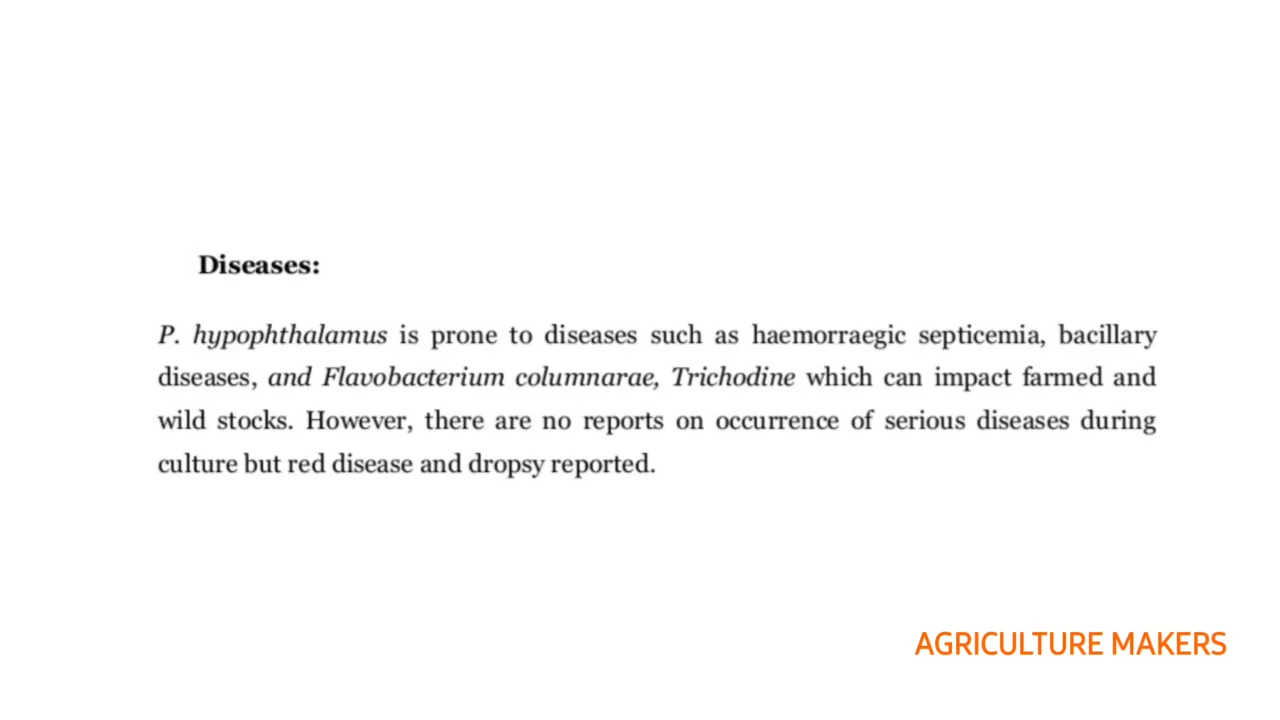 Diseases:
P. hypophthalamus is prone to diseases such as haemorraegic septicemia, bacillary
diseases, and Flavobacterium columnarae, Trichodine which can impact farmed and
wild stocks. However, there are no reports on occurrence of serious diseases during
culture but red disease and dropsy reported.
AGRICULTURE MAKERS